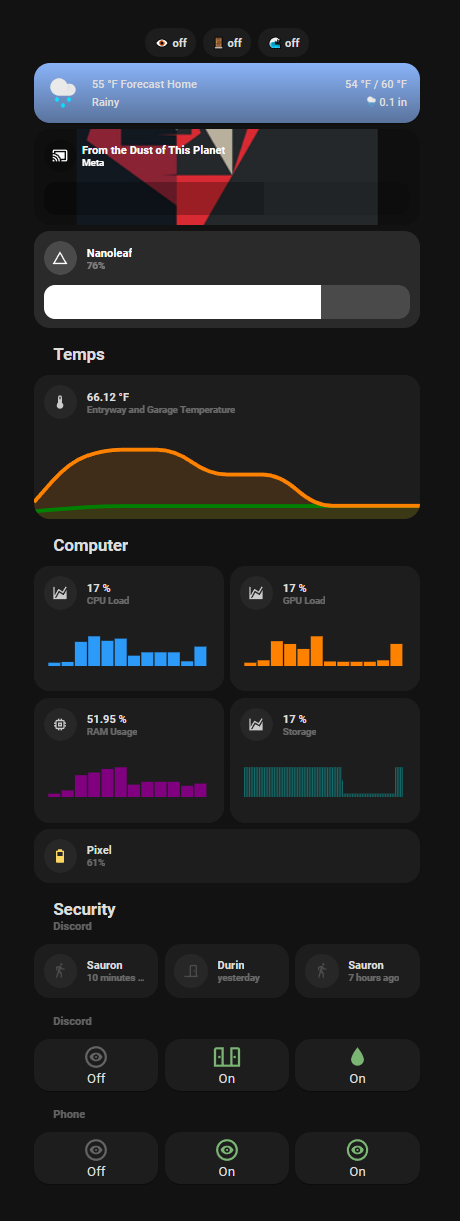 off off off
55 °F Forecast Home 54 °F / 60 °F
Rainy 0.1 in
From the Dust of This Planet
Meta
Nanoleaf
76%
Temps
66.12 °F
Entryway and Garage Temperature
Computer
17 % 17 %
CPU Load GPU Load
51.95 % 17 %
RAM Usage Storage
Pixel
61%
Security
Discord
Sauron Durin Sauron
10 minutes ... yesterday 7 hours ago
Discord
Off On On
Phone
Off On On